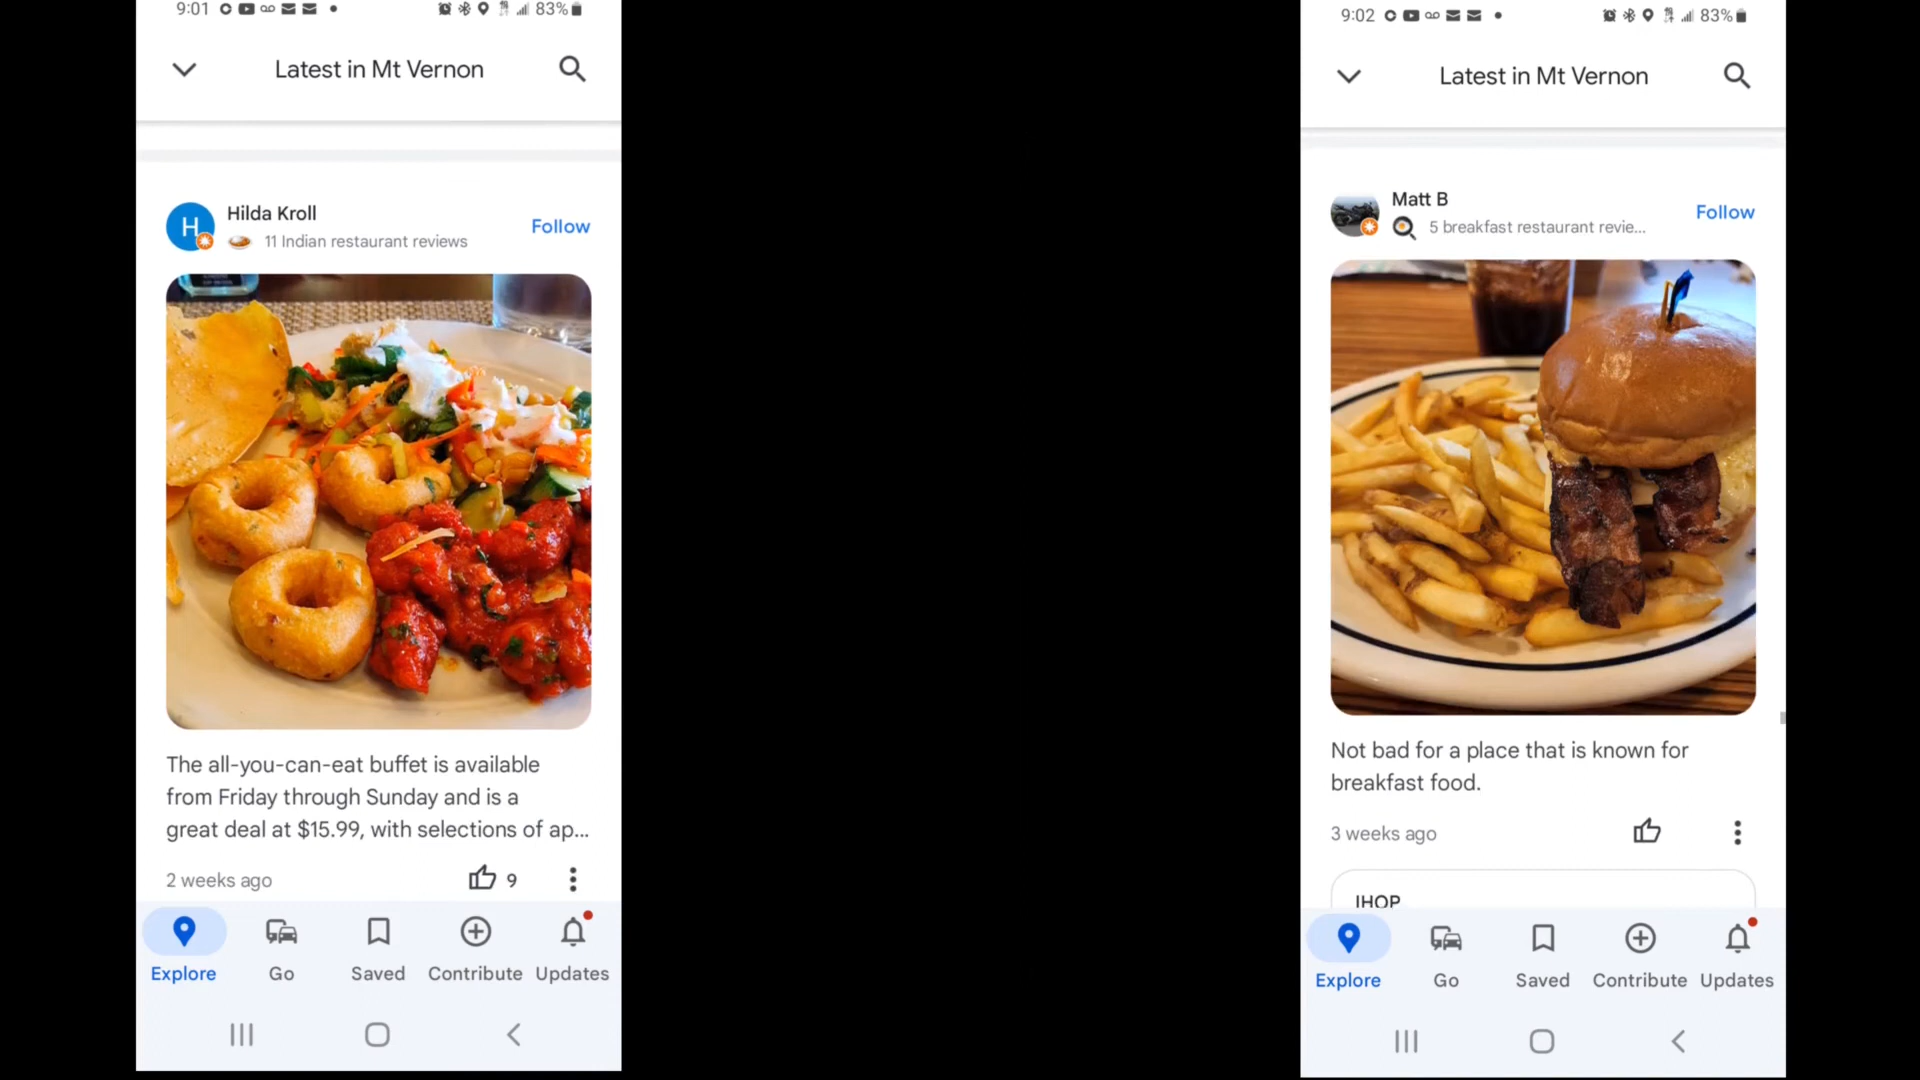 9:01
83%
Latest in Mt Vernon
H
Hilda Kroll
11 Indian restaurant reviews
Follow
The all-you-can-eat buffet is available
from Friday through Sunday and is a
great deal at $15.99, with selections of ap...
2 weeks ago
9
Explore
Go
Saved
Contribute
Updates
9:02
83%
Latest in Mt Vernon
Matt B
5 breakfast restaurant revie...
Follow
Not bad for a place that is known for
breakfast food.
3 weeks ago
IHOP
Explore
Go
Saved
Contribute
Updates